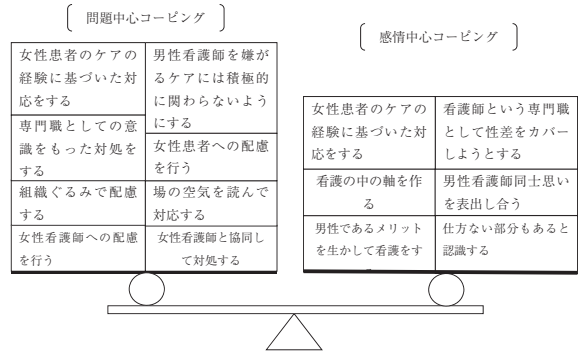 問題中心コーピング
女性患者のケアの
経験に基づいた対
応をする
専門職としての意
識をもった対処を
する
組織ぐるみで配慮
する
女性看護師への配慮
を行う
男性看護師を嫌が
るケアには積極的
に関わらないよう
にする
女性患者への配慮
を行う
場の空気を読んで
対応する
女性看護師と協同し
て対処する
感情中心コーピング
女性患者のケアの
経験に基づいた対
応をする
看護の中の軸を作
る
男性であるメリット
を生かして看護をす
看護師という専門職
として性差をカバー
しようとする
男性看護師同士思い
を表出し合う
仕方ない部分もあると
認識する